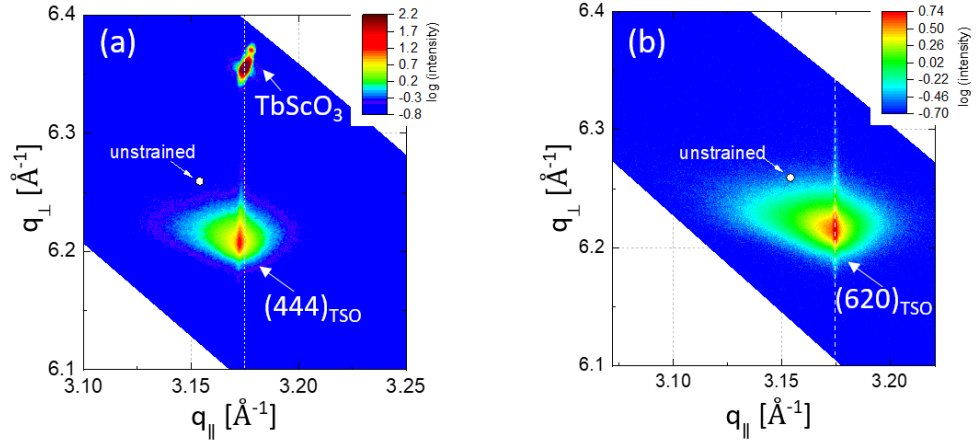 (a)
2.2
1.7
1.2
0.7
0.2
-0.3
-0.8
log (intensity)
TbScO₃
unstrained
(444)TSO
6.4
6.3
6.2
6.1
q⊥ [Å⁻¹]
3.10
3.15
3.20
3.25
q∥ [Å⁻¹]
(b)
0.74
0.50
0.26
-0.02
-0.46
-0.70
log (intensity)
unstrained
(620)TSO
6.4
6.3
6.2
6.1
q⊥ [Å⁻¹]
3.10
3.15
3.20
q∥ [Å⁻¹]